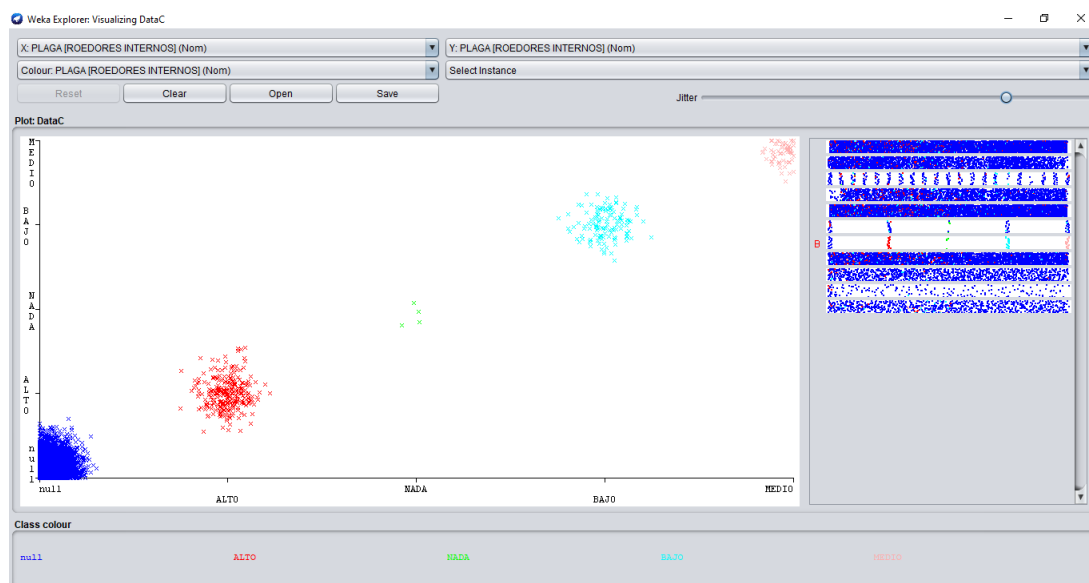 Weka Explorer: Visualizing DataC
X: PLAGA [ROEDORES INTERNOS] (Nom)
Y: PLAGA [ROEDORES INTERNOS] (Nom)
Colour: PLAGA [ROEDORES INTERNOS] (Nom)
Select Instance
Reset
Clear
Open
Save
Jitter
Plot: DataC
MEDIO
BAJO
NADA
ALTO
null
null
ALTO
NADA
BAJO
MEDIO
B
Class colour
null
ALTO
NADA
BAJO
MEDIO